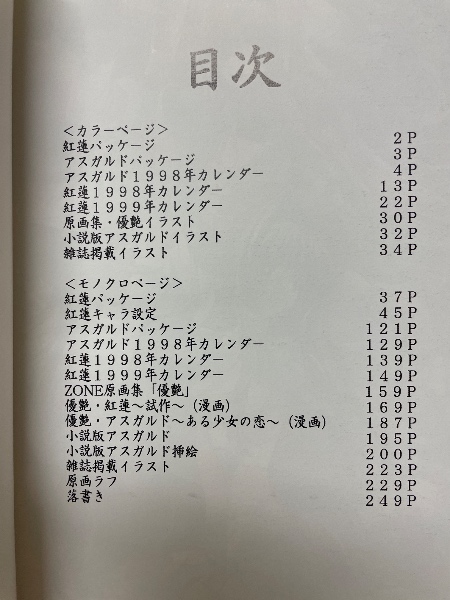 目次
＜カラーページ＞
紅蓮パッケージ 2P
アスガルドパッケージ 3P
アスガルド1998年カレンダー 4P
紅蓮1998年カレンダー 13P
紅蓮1999年カレンダー 22P
原画集・優艶イラスト 30P
小説版アスガルドイラスト 32P
雑誌掲載イラスト 34P
＜モノクロページ＞
紅蓮パッケージ 37P
紅蓮キャラ設定 45P
アスガルドパッケージ 121P
アスガルド1998年カレンダー 129P
紅蓮1998年カレンダー 139P
紅蓮1999年カレンダー 149P
ZONE原画集「優艶」 159P
優艶・紅蓮～試作～（漫画） 169P
優艶・アスガルド～ある少女の恋～（漫画） 187P
小説版アスガルド 195P
小説版アスガルド挿絵 200P
雑誌掲載イラスト 223P
原画ラフ 229P
落書き 249P